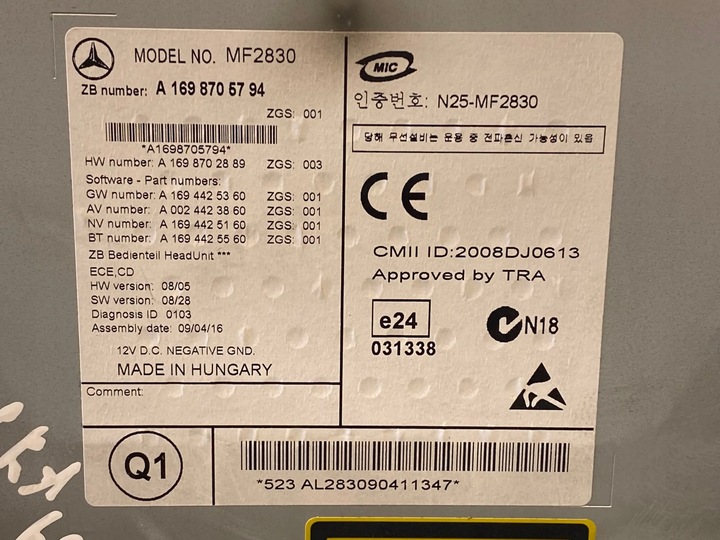 MODEL NO. MF2830
ZB number: A 169 870 57 94
ZGS: 001
*A1698705794*
HW number: A 169 870 28 89 ZGS: 003
Software - Part numbers:
GW number: A 169 442 53 60 ZGS: 001
AV number: A 002 442 38 60 ZGS: 001
NV number: A 169 442 51 60 ZGS: 001
BT number: A 169 442 55 60 ZGS: 001
ZB Bedienteil HeadUnit ***
ECE,CD
HW version: 08/05
SW version: 08/28
Diagnosis ID 0103
Assembly date: 09/04/16
12V D.C. NEGATIVE GND.
MADE IN HUNGARY
Comment:
MIC
인증번호: N25-MF2830
당해 무선설비는 운용 중 전파혼신 가능성이 있음
CE
CMII ID:2008DJ0613
Approved by TRA
e24
031338
N18
Q1
*523 AL283090411347*